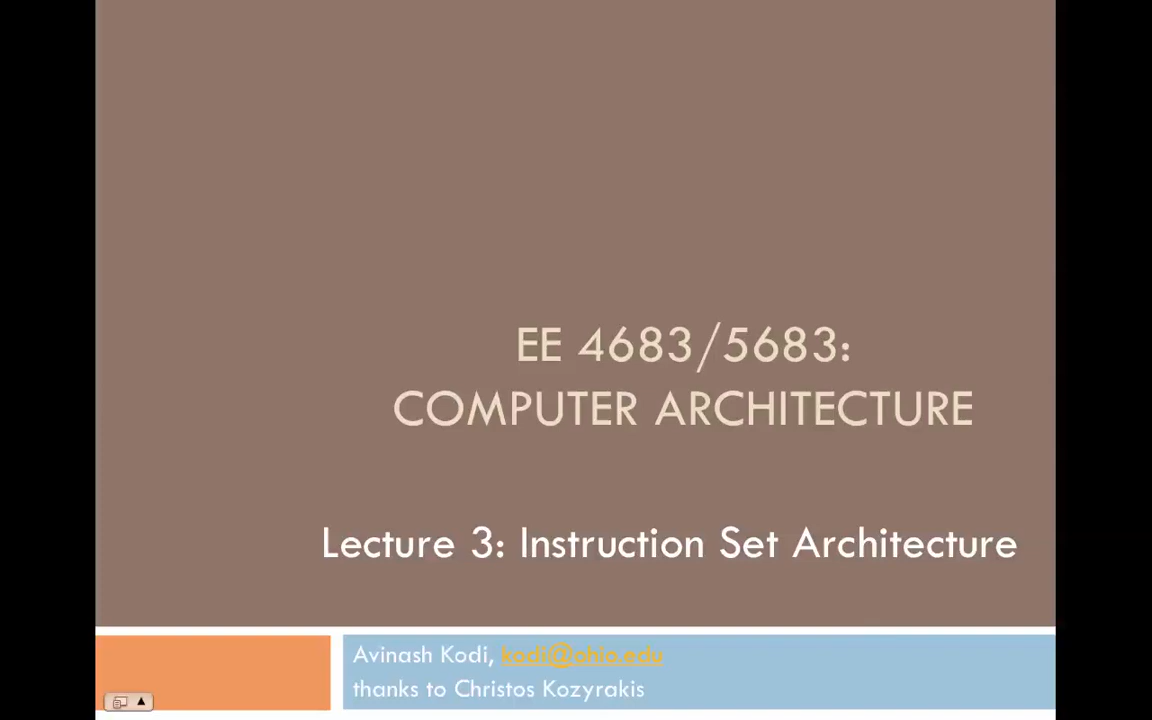 EE 4683/5683:
COMPUTER ARCHITECTURE
Lecture 3: Instruction Set Architecture
Avinash Kodi, kodi@ohio.edu
thanks to Christos Kozyrakis